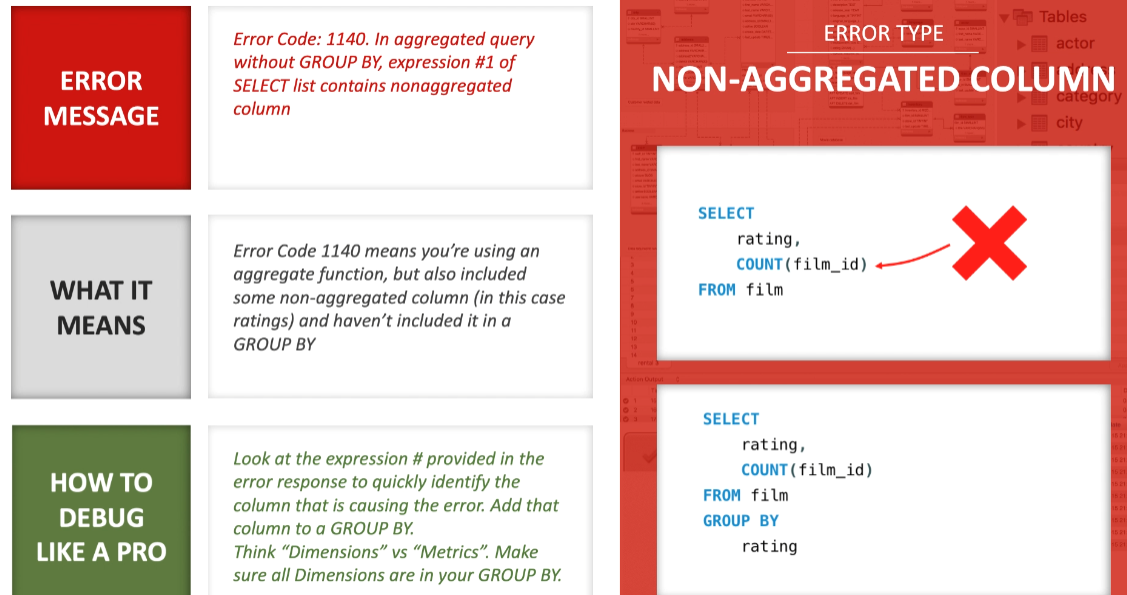 ERROR
MESSAGE
Error Code: 1140. In aggregated query
without GROUP BY, expression #1 of
SELECT list contains nonaggregated
column
WHAT IT
MEANS
Error Code 1140 means you’re using an
aggregate function, but also included
some non-aggregated column (in this case
ratings) and haven’t included it in a
GROUP BY
HOW TO
DEBUG
LIKE A PRO
Look at the expression # provided in the
error response to quickly identify the
column that is causing the error. Add that
column to a GROUP BY.
Think “Dimensions” vs “Metrics”. Make
sure all Dimensions are in your GROUP BY.
ERROR TYPE
NON-AGGREGATED COLUMN
Tables
actor
category
city
SELECT
rating,
COUNT(film_id)
FROM film
SELECT
rating,
COUNT(film_id)
FROM film
GROUP BY
rating